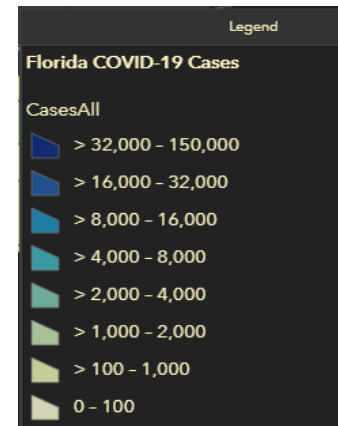 Legend
Florida COVID-19 Cases
CasesAll
> 32,000 – 150,000
> 16,000 – 32,000
> 8,000 – 16,000
> 4,000 – 8,000
> 2,000 – 4,000
> 1,000 – 2,000
> 100 – 1,000
0 – 100